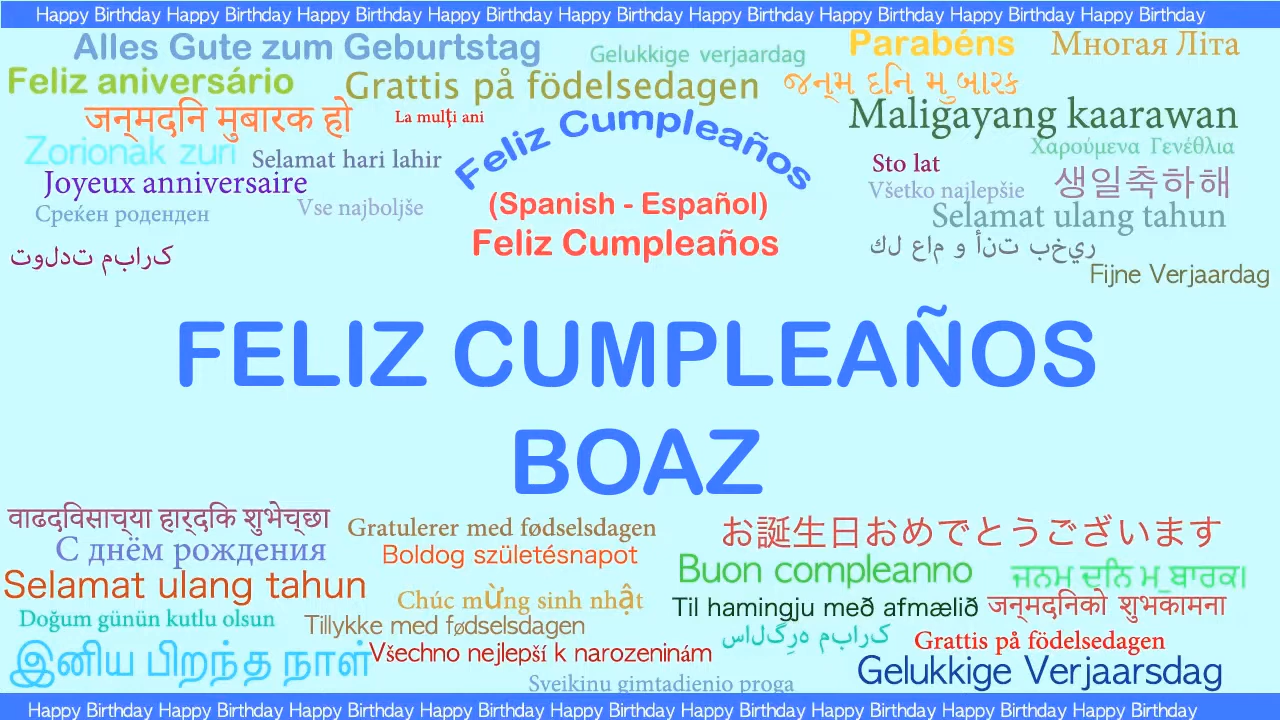 Happy Birthday Happy Birthday Happy Birthday Happy Birthday Happy Birthday Happy Birthday Happy Birthday Happy Birthday Happy Birthday
Alles Gute zum Geburtstag
Gelukkige verjaardag
Parabéns
Многая Літа
Feliz aniversário
Grattis på födelsedagen
જન્મ દિન મુબારક
जन्मदिन मुबारक हो
La mulţi ani
Feliz Cumpleaños
Maligayang kaarawan
Zorionak zuri
Selamat hari lahir
Sto lat
Χαρούμενα Γενέθλια
Joyeux anniversaire
(Spanish - Español)
Všetko najlepšie
생일축하해
Среќен роденден
Vse najboljše
Feliz Cumpleaños
Selamat ulang tahun
تولدت مبارک
كل عام و أنت بخير
Fijne Verjaardag
FELIZ CUMPLEAÑOS
BOAZ
वाढदिवसाच्या हार्दिक शुभेच्छा
Gratulerer med fødselsdagen
お誕生日おめでとうございます
С днём рождения
Boldog születésnapot
Buon compleanno
ਜਨਮ ਦਿਨ ਮੁਬਾਰਕ।
Selamat ulang tahun
Chúc mừng sinh nhật
Til hamingju með afmælið
जन्मदिनको शुभकामना
Doğum günün kutlu olsun
Tillykke med fødselsdagen
سالگرہ مبارک
Grattis på födelsedagen
இனிய பிறந்த நாள்
Všechno nejlepší k narozeninám
Gelukkige Verjaarsdag
Sveikinu gimtadienio proga
Happy Birthday Happy Birthday Happy Birthday Happy Birthday Happy Birthday Happy Birthday Happy Birthday Happy Birthday Happy Birthday